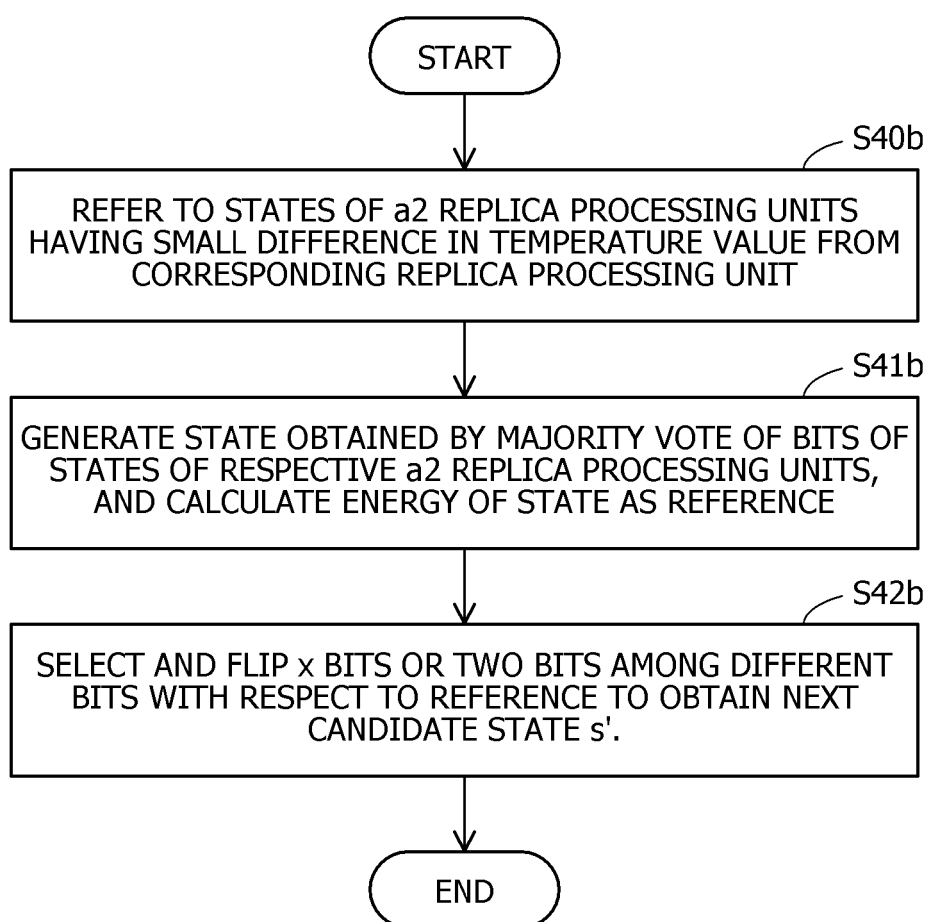 START
S40b
REFER TO STATES OF a2 REPLICA PROCESSING UNITS
HAVING SMALL DIFFERENCE IN TEMPERATURE VALUE FROM
CORRESPONDING REPLICA PROCESSING UNIT
S41b
GENERATE STATE OBTAINED BY MAJORITY VOTE OF BITS OF
STATES OF RESPECTIVE a2 REPLICA PROCESSING UNITS,
AND CALCULATE ENERGY OF STATE AS REFERENCE
S42b
SELECT AND FLIP x BITS OR TWO BITS AMONG DIFFERENT
BITS WITH RESPECT TO REFERENCE TO OBTAIN NEXT
CANDIDATE STATE s'.
END